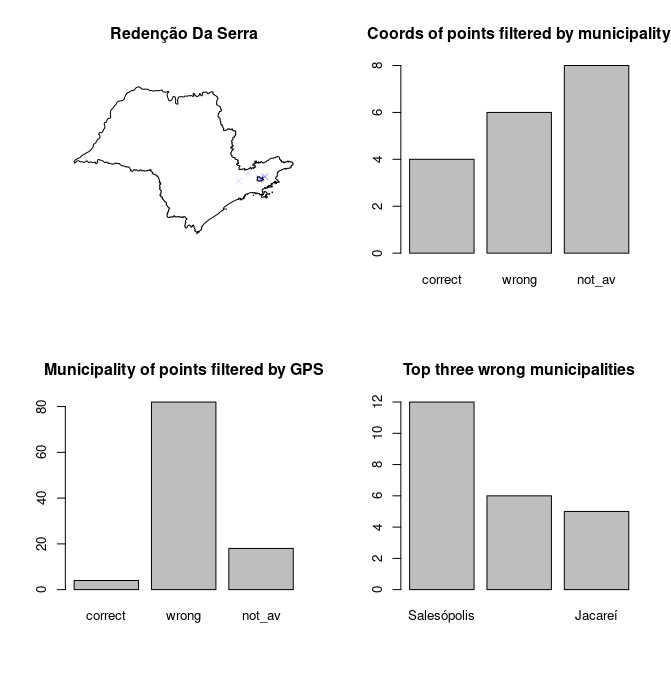 Redenção Da Serra
Coords of points filtered by municipality
8
6
4
2
0
correct wrong not_av
Municipality of points filtered by GPS
80
60
40
20
0
correct wrong not_av
Top three wrong municipalities
12
10
8
6
4
2
0
Salesópolis Jacareí